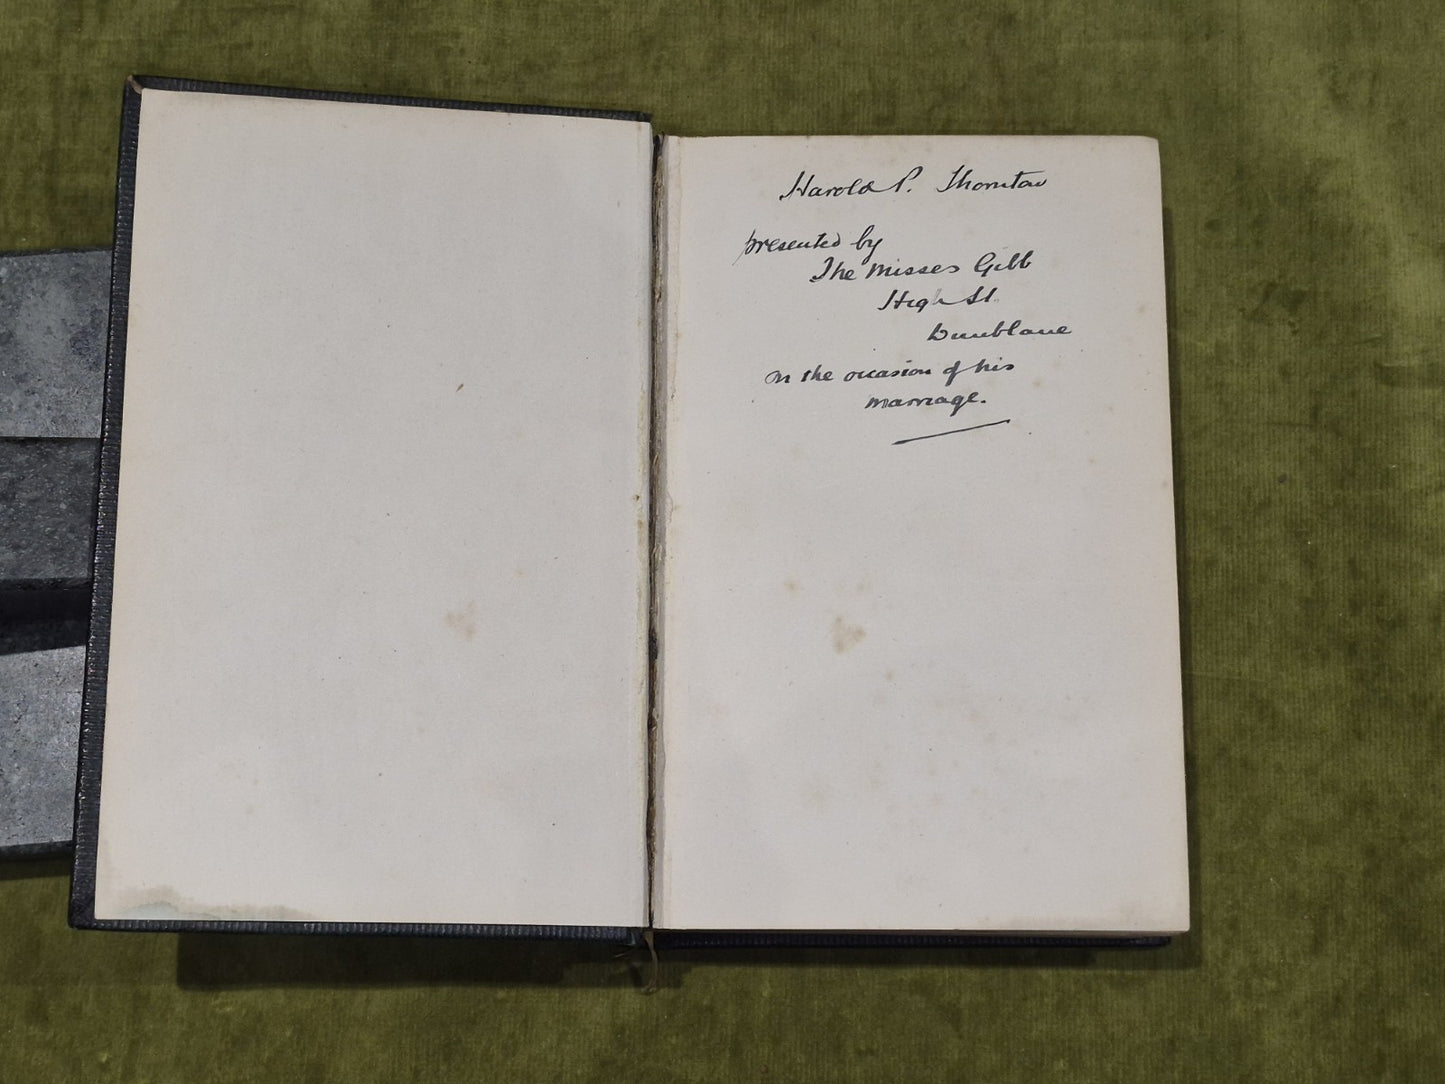 Harold P. Thornton
presented by
The Misses Gibb
High St.
Dunblane
on the occasion of his
marriage.